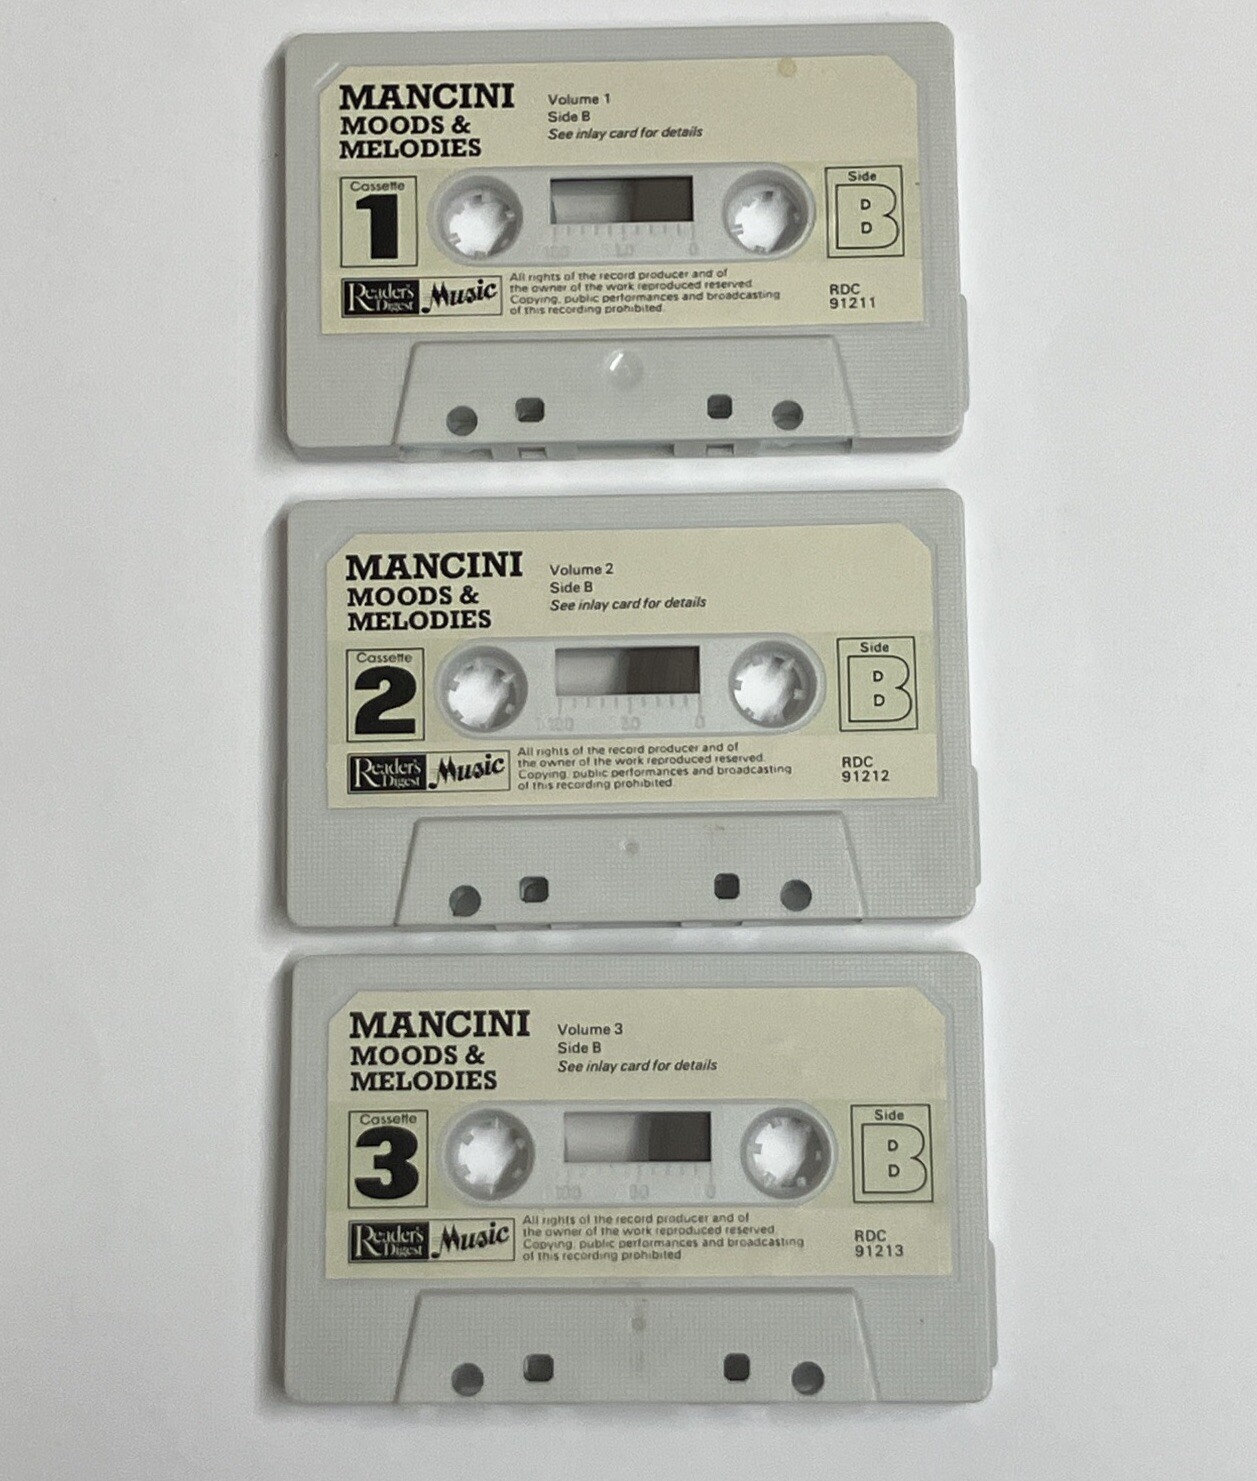 MANCINI
MOODS &
MELODIES
Volume 1
Side B
See inlay card for details
Cassette
1
Side
B
Reader's
Digest
Music
All rights of the record producer and of
the owner of the work reproduced reserved.
Copying, public performances and broadcasting
of this recording prohibited.
RDC
91211
MANCINI
MOODS &
MELODIES
Volume 2
Side B
See inlay card for details
Cassette
2
100 50 0
Side
B
Reader's
Digest
Music
All rights of the record producer and of
the owner of the work reproduced reserved.
Copying, public performances and broadcasting
of this recording prohibited.
RDC
91212
MANCINI
MOODS &
MELODIES
Volume 3
Side B
See inlay card for details
Cassette
3
100 50 0
Side
B
Reader's
Digest
Music
All rights of the record producer and of
the owner of the work reproduced reserved.
Copying, public performances and broadcasting
of this recording prohibited.
RDC
91213